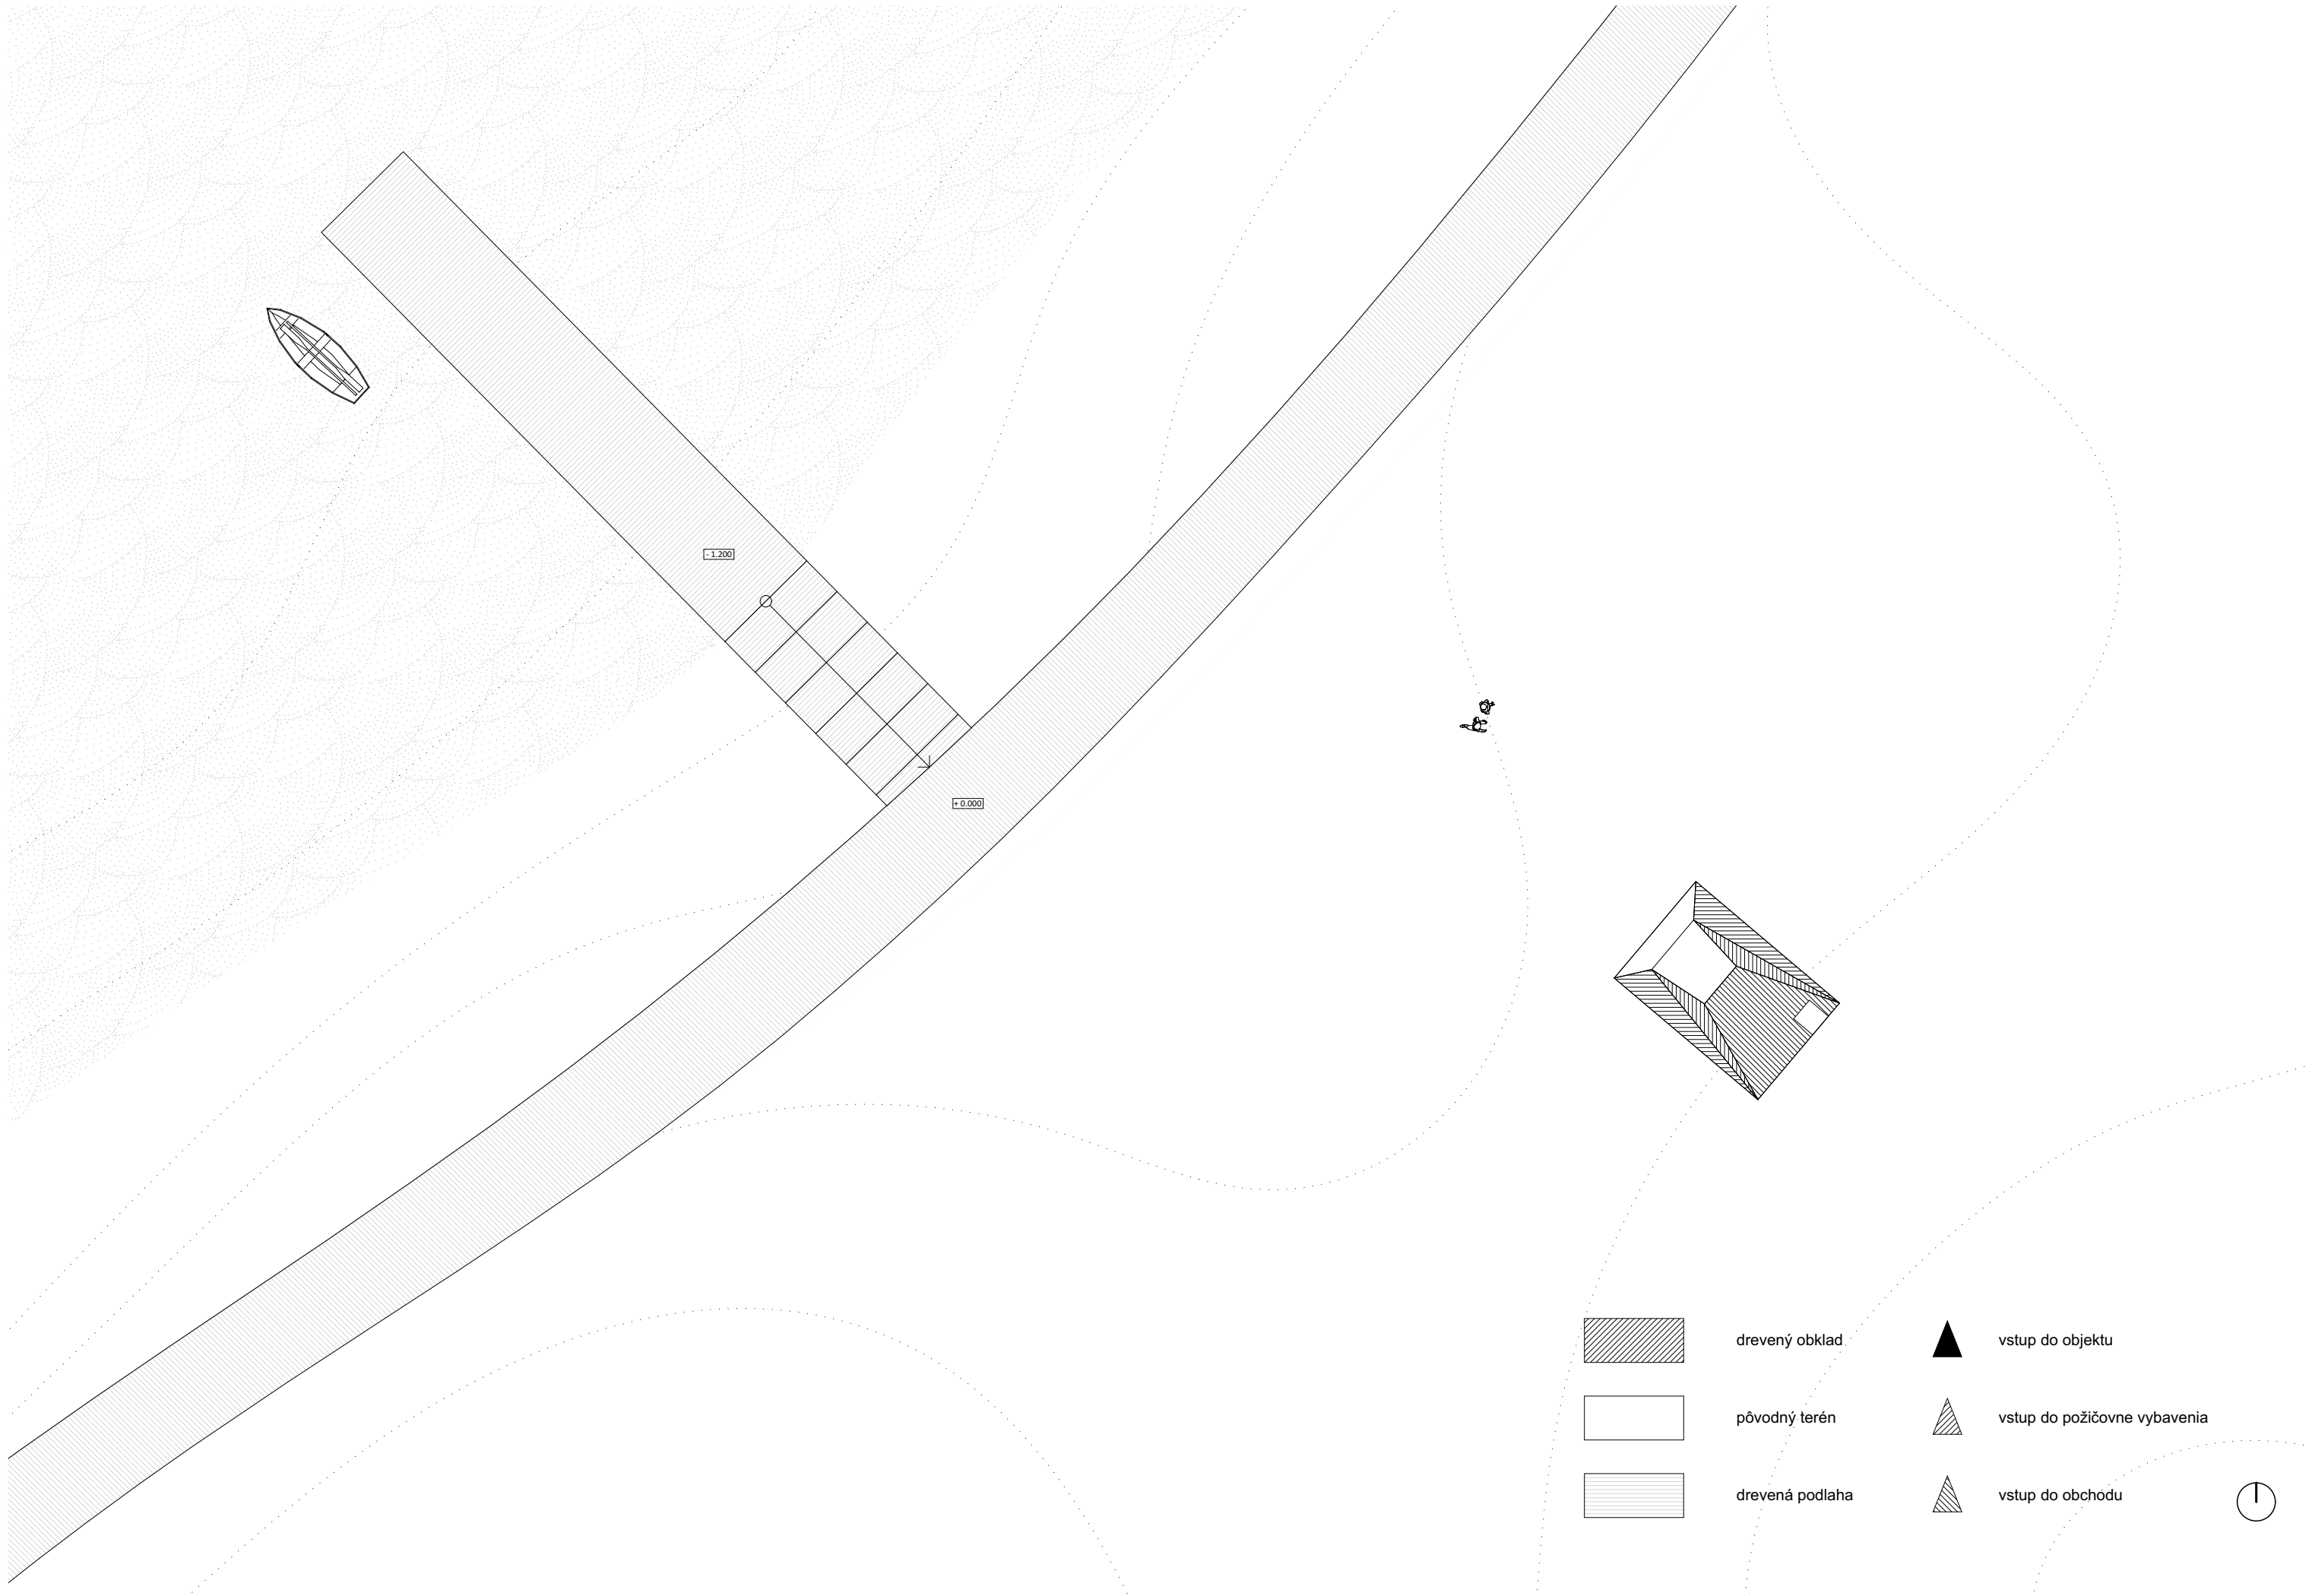 - 1.200
+ 0.000
drevený obklad
vstup do objektu
pôvodný terén
vstup do požičovne vybavenia
drevená podlaha
vstup do obchodu